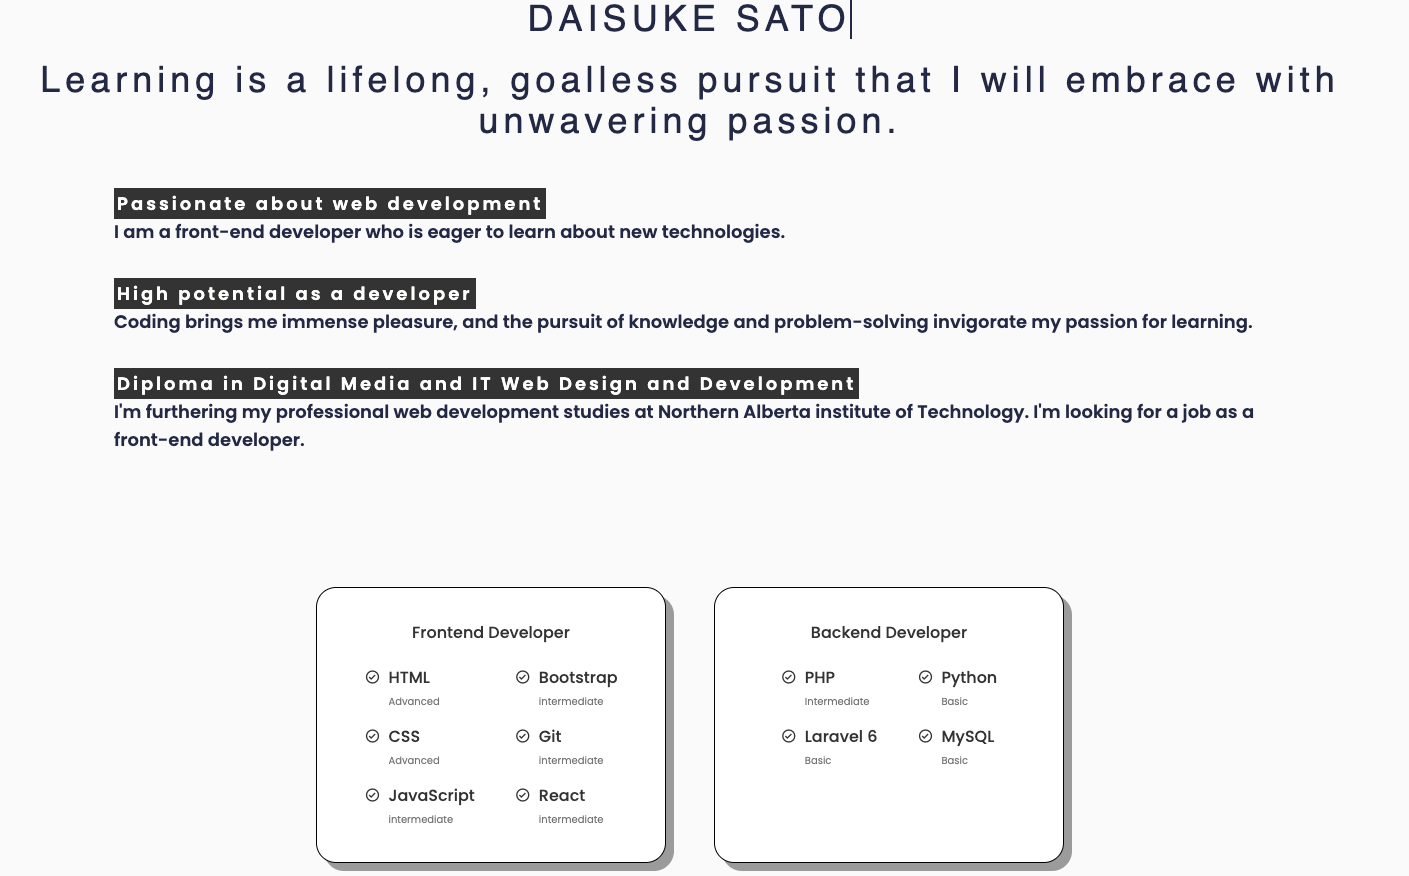 DAISUKE SATO
Learning is a lifelong, goalless pursuit that I will embrace with
unwavering passion.
Passionate about web development
I am a front-end developer who is eager to learn about new technologies.
High potential as a developer
Coding brings me immense pleasure, and the pursuit of knowledge and problem-solving invigorate my passion for learning.
Diploma in Digital Media and IT Web Design and Development
I'm furthering my professional web development studies at Northern Alberta institute of Technology. I'm looking for a job as a
front-end developer.
Frontend Developer
HTML
Advanced
Bootstrap
intermediate
CSS
Advanced
Git
intermediate
JavaScript
intermediate
React
intermediate
Backend Developer
PHP
Intermediate
Python
Basic
Laravel 6
Basic
MySQL
Basic